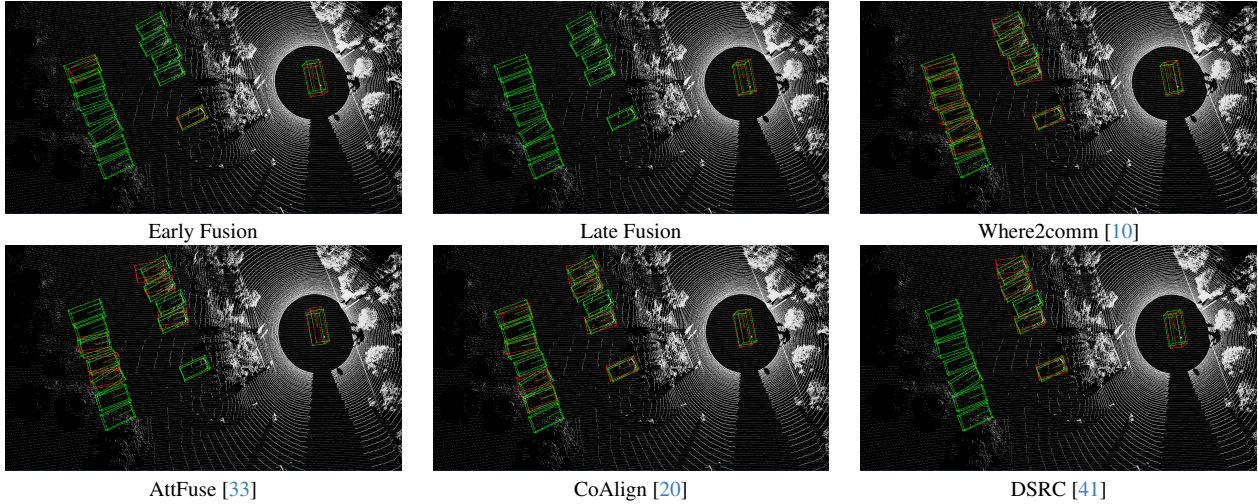 Early Fusion
Late Fusion
Where2comm [10]
AttFuse [33]
CoAlign [20]
DSRC [41]